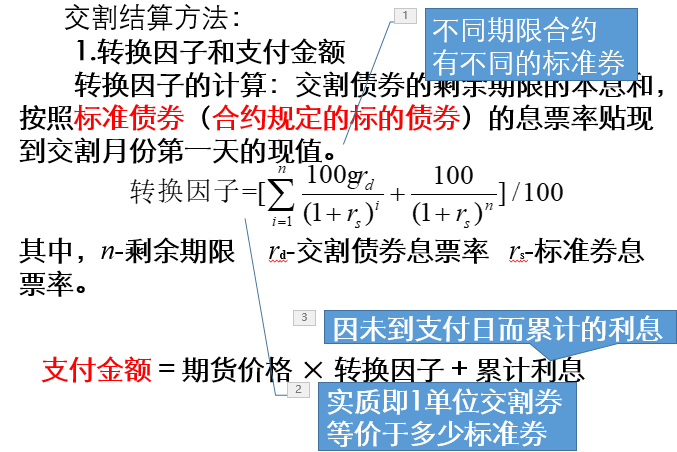 交割结算方法：
1
不同期限合约
有不同的标准券
1.转换因子和支付金额
转换因子的计算：交割债券的剩余期限的本息和，
按照标准债券（合约规定的标的债券）的息票率贴现
到交割月份第一天的现值。
转换因子=[∑_{i=1}^{n} 100gr_d/(1+r_s)^i + 100/(1+r_s)^n]/100
其中，n-剩余期限 r_d-交割债券息票率 r_s-标准券息
票率。
3
因未到支付日而累计的利息
支付金额 = 期货价格 × 转换因子 + 累计利息
2
实质即1单位交割券
等价于多少标准券